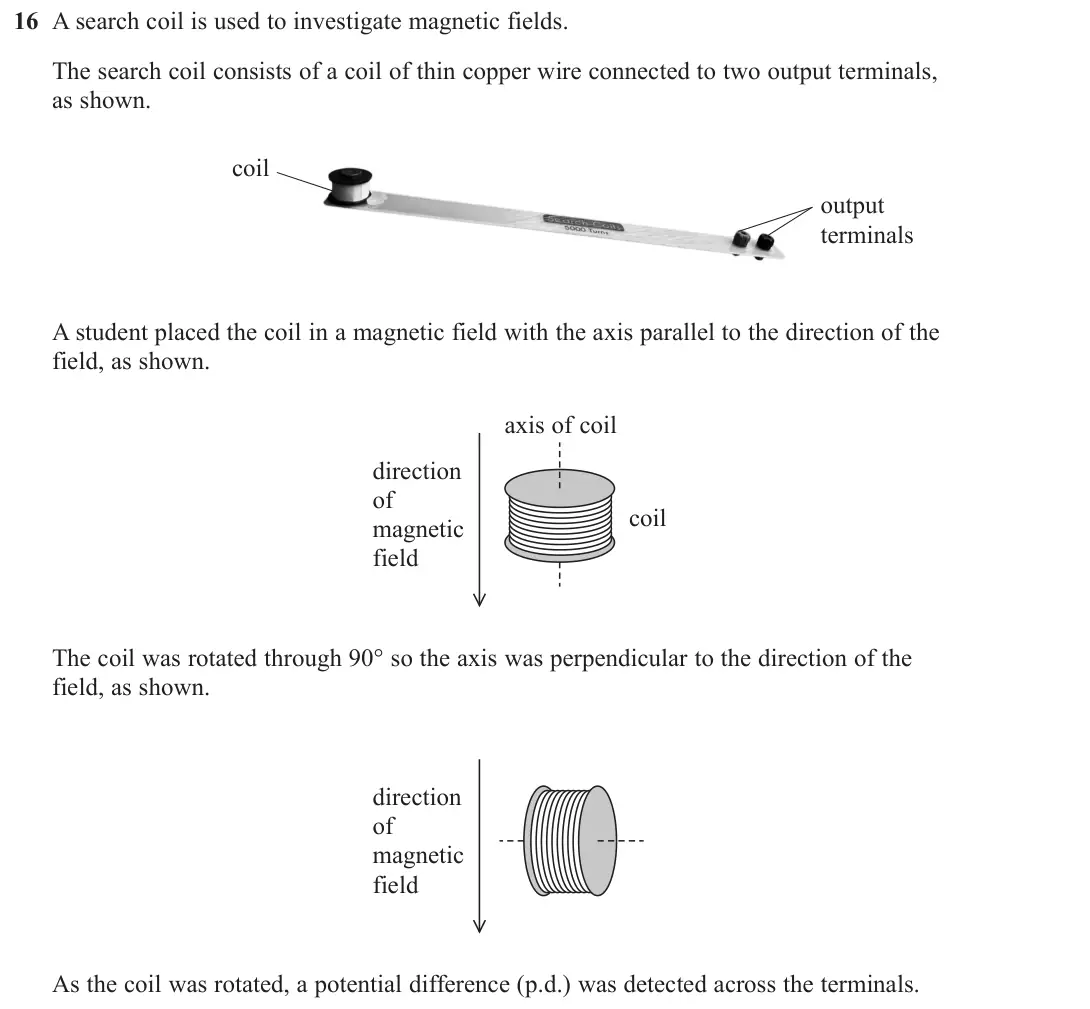 16 A search coil is used to investigate magnetic fields.
The search coil consists of a coil of thin copper wire connected to two output terminals,
as shown.
coil
output
terminals
Search Coil
5000 Turns
A student placed the coil in a magnetic field with the axis parallel to the direction of the
field, as shown.
axis of coil
direction
of
magnetic
field
coil
The coil was rotated through 90° so the axis was perpendicular to the direction of the
field, as shown.
direction
of
magnetic
field
As the coil was rotated, a potential difference (p.d.) was detected across the terminals.